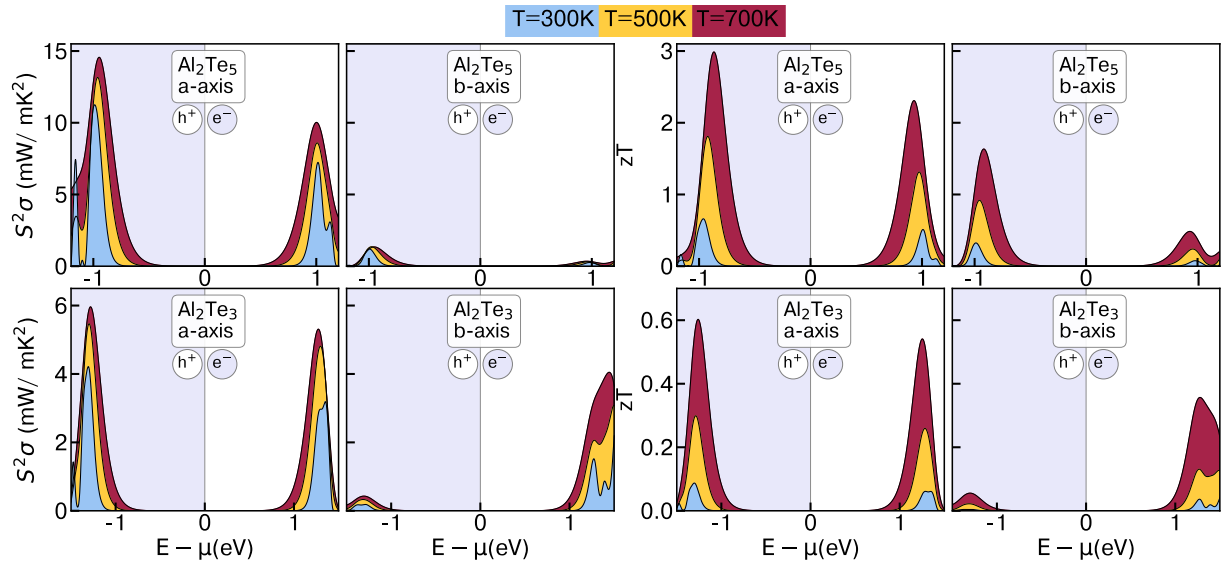 T=300K T=500K T=700K
15
10
5
0
S²σ (mW/ mK²)
Al₂Te₅
a-axis
h⁺ e⁻
-1 0 1
Al₂Te₅
b-axis
h⁺ e⁻
-1 0 1
3
2
1
0
zT
Al₂Te₅
a-axis
h⁺ e⁻
-1 0 1
Al₂Te₅
b-axis
h⁺ e⁻
-1 0 1
6
4
2
0
S²σ (mW/ mK²)
Al₂Te₃
a-axis
h⁺ e⁻
-1 0 1
E − μ(eV)
Al₂Te₃
b-axis
h⁺ e⁻
-1 0 1
E − μ(eV)
0.6
0.4
0.2
0.0
zT
Al₂Te₃
a-axis
h⁺ e⁻
-1 0 1
E − μ(eV)
Al₂Te₃
b-axis
h⁺ e⁻
-1 0 1
E − μ(eV)